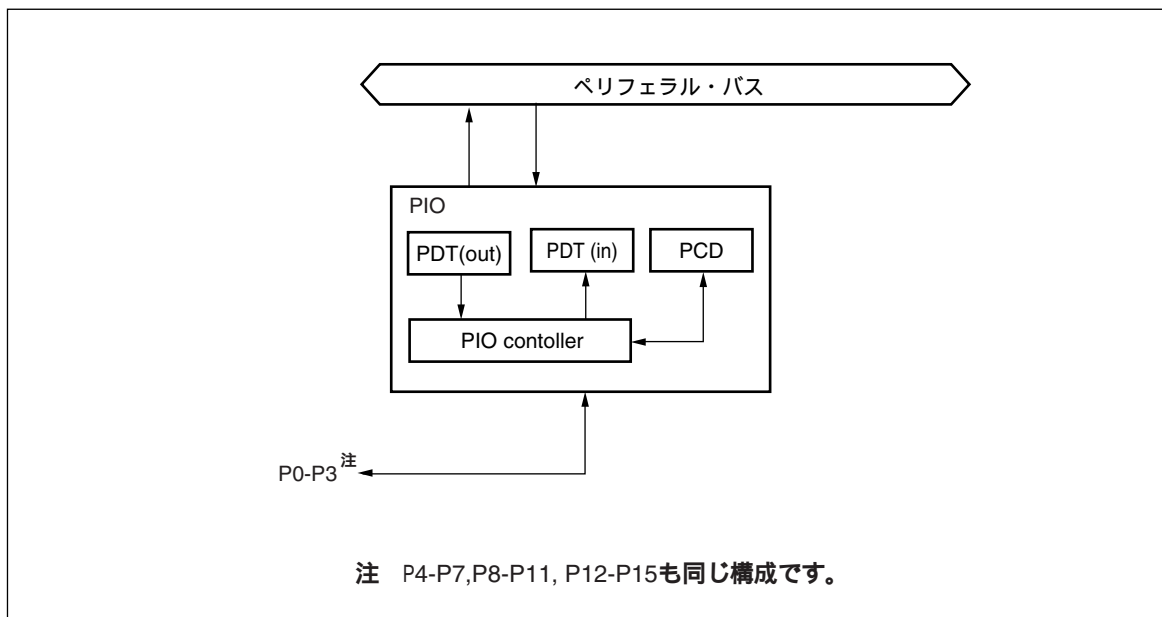 ペリフェラル・バス
PIO
PDT(out)
PDT (in)
PCD
PIO contoller
P0-P3注
注 P4-P7,P8-P11, P12-P15も同じ構成です。